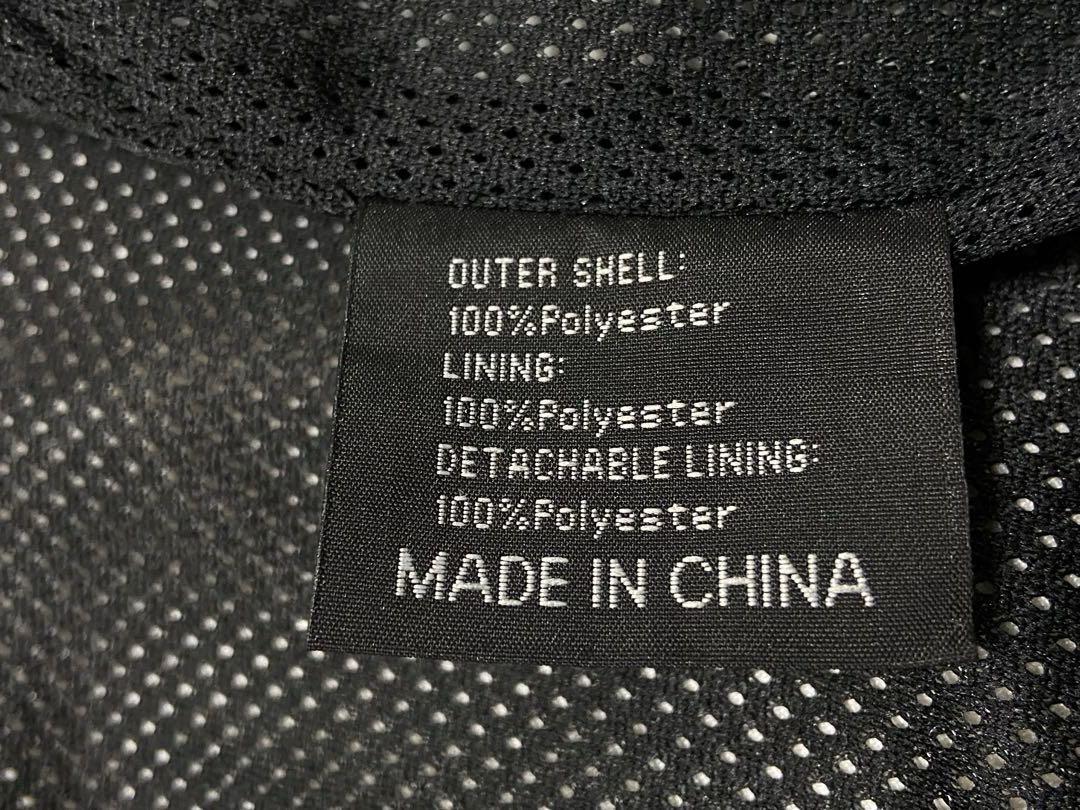 OUTER SHELL:
100%Polyester
LINING:
100%Polyester
DETACHABLE LINING:
100%Polyester
MADE IN CHINA